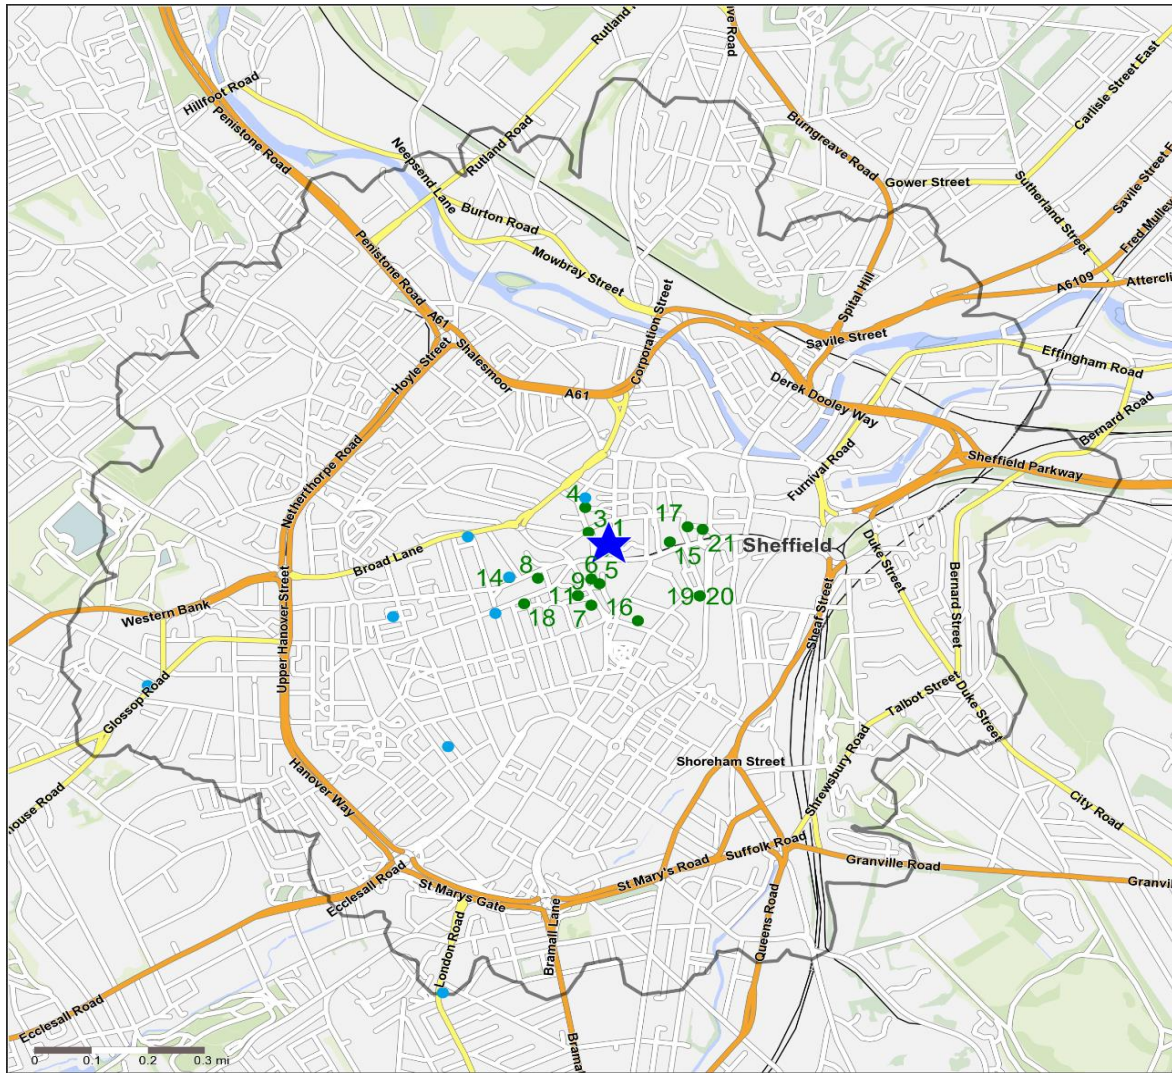 Rutland
Hillfoot Road
Penistone Road
Neepsend Lane
Rutland Road
Burton Road
Mowbray Street
Burngreave Road
Gower Street
Carlisle Street East
Sutherland Street
Savile Street
Fred Mulle
A6109
Attercli
Penistone Road
A61
Shalesmoor
Hoyle Street
Corporation Street
Spital Hill
Savile Street
Effingham Road
Derek Dooley Way
Bernard Road
A61
Netherthorpe Road
Furnival Road
Sheffield Parkway
4
3
1
17
21
15
Sheffield
Broad Lane
14
8
6
5
9
11
7
16
18
19
20
Western Bank
Upper Hanover Street
Sheaf Street
Duke Street
Bernard Street
Glossop Road
Talbot Street
Duke Street
Hanover Way
Shoreham Street
Shrewsbury Road
City Road
house Road
Suffolk Road
St Mary's Road
Granville Road
Granvil
Ecclesall Road
St Marys Gate
London Road
Bramall Lane
Queens Road
Ecclesall Road
Brama
0 0.1 0.2 0.3 mi